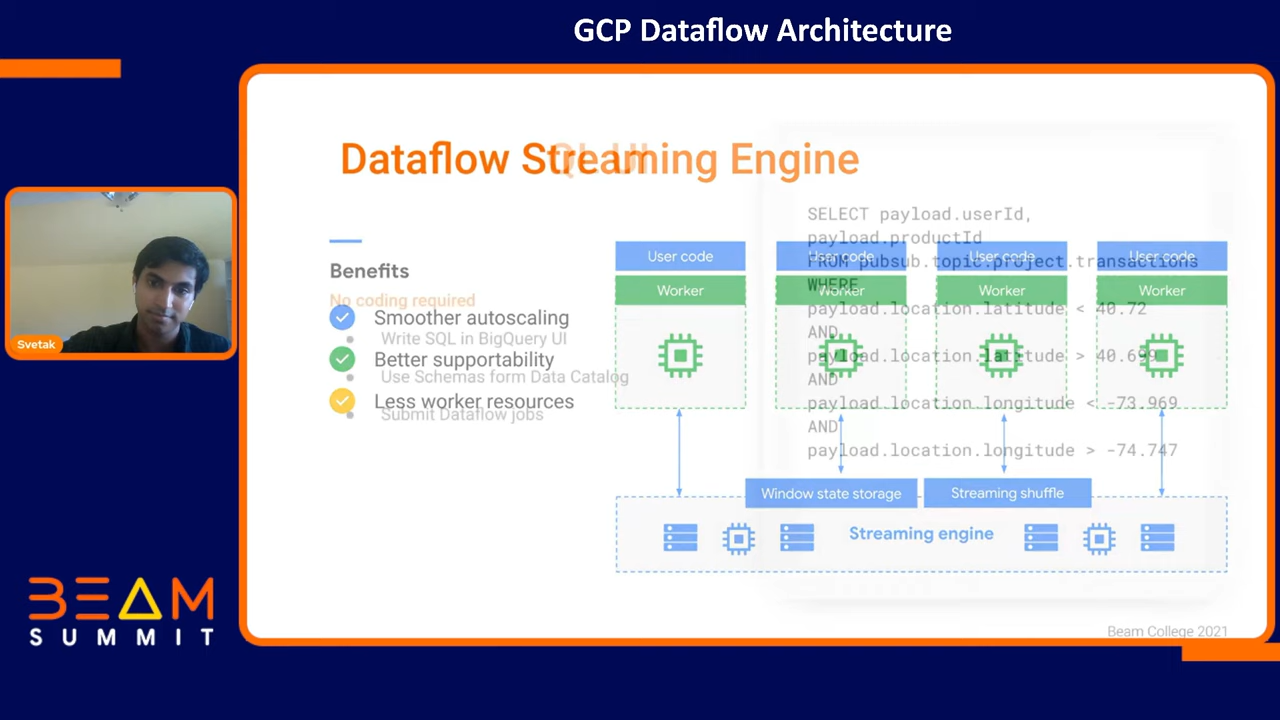 GCP Dataflow Architecture
Dataflow Streaming Engine
Benefits
No coding required
Smoother autoscaling
Write SQL in BigQuery UI
Better supportability
Use Schemas form Data Catalog
Less worker resources
Submit Dataflow jobs
SELECT payload.userId,
payload.productId
FROM pubsub.topic.project.transactions
WHERE
payload.location.latitude < 40.72
AND
payload.location.latitude > 40.699
AND
payload.location.longitude < -73.969
AND
payload.location.longitude > -74.747
User code User code User code User code
Worker Worker Worker Worker
Window state storage Streaming shuffle
Streaming engine
Beam College 2021
Svetak
BEAM
SUMMIT